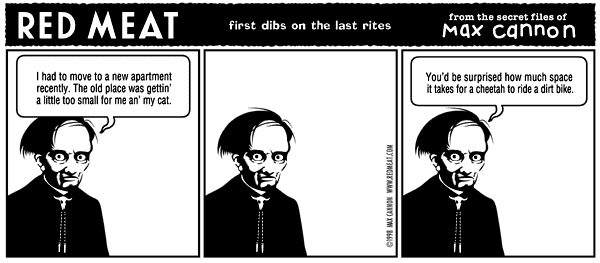 RED MEAT
first dibs on the last rites
from the secret files of
Max cannon
I had to move to a new apartment
recently. The old place was gettin'
a little too small for me an' my cat.
©1998 MAX CANNON WWW.REDMEAT.COM
You'd be surprised how much space
it takes for a cheetah to ride a dirt bike.